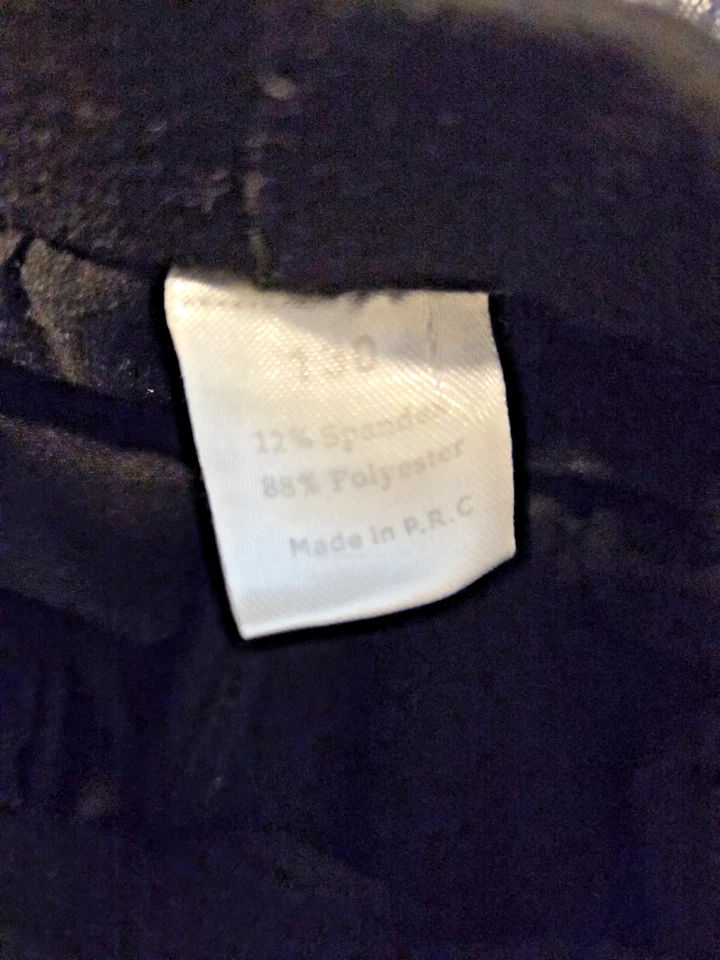 12% Spandex
88% Polyester
Made in P.R.C